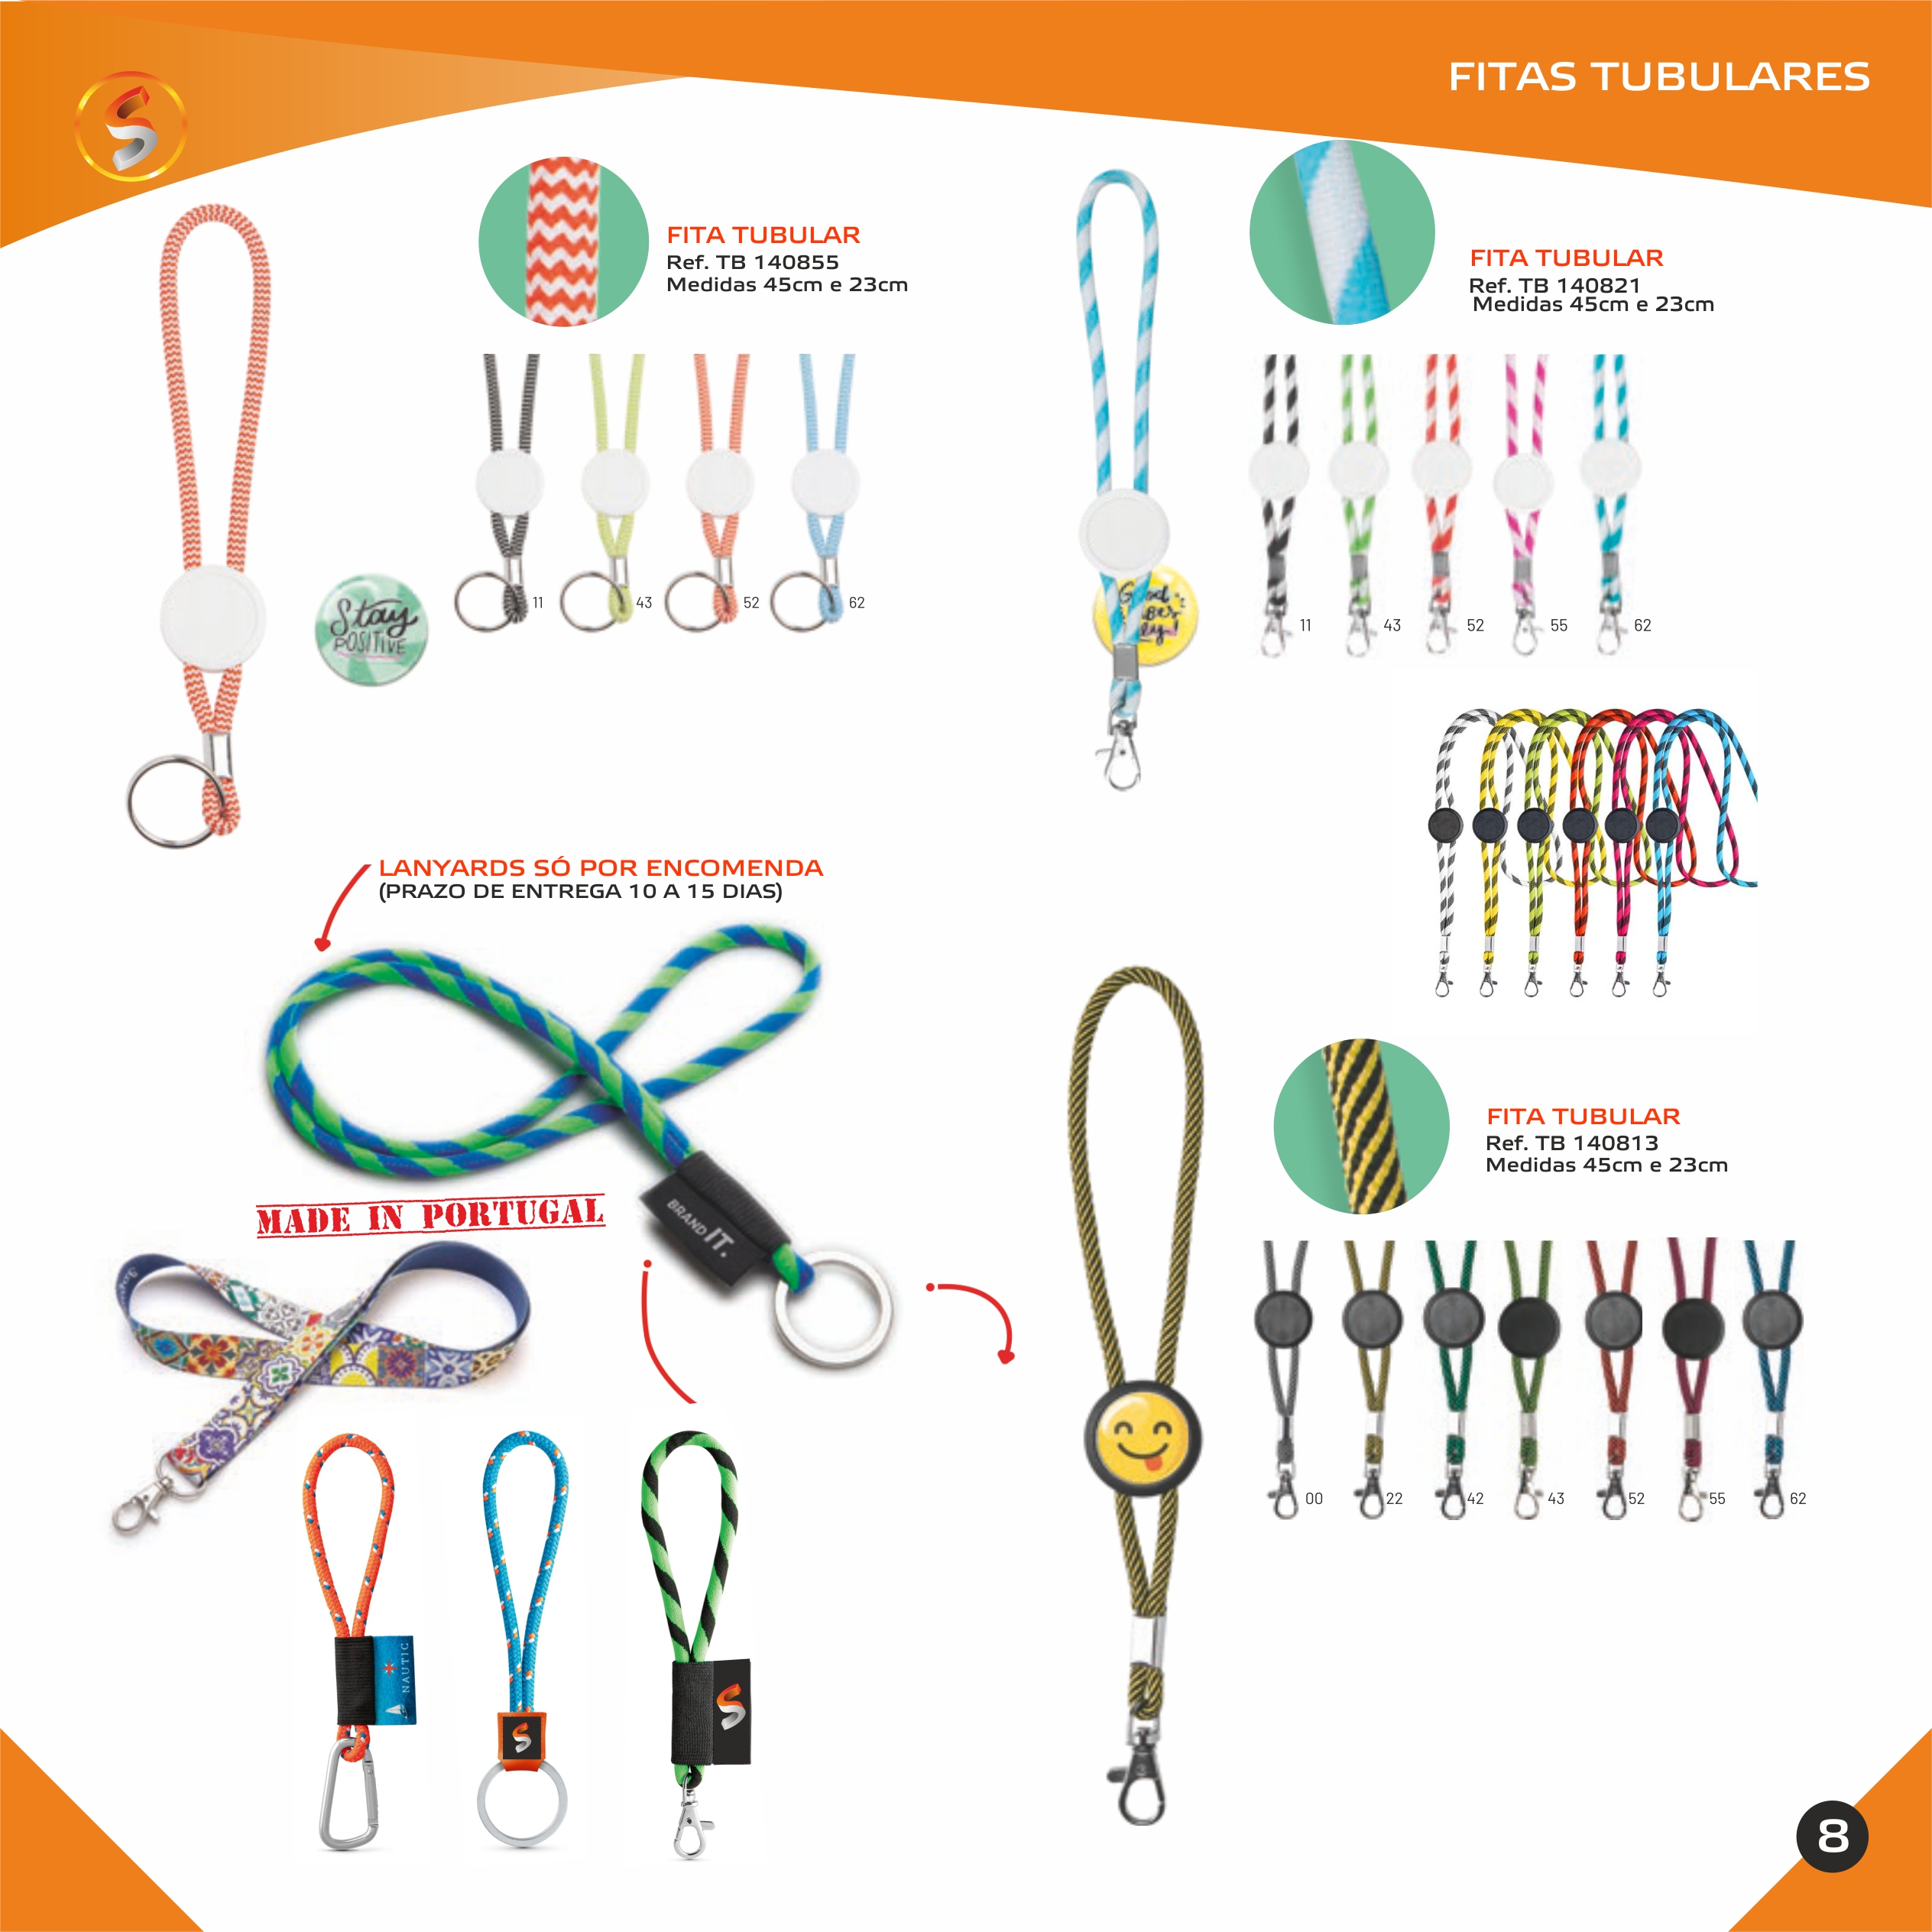 FITAS TUBULARES
FITA TUBULAR
Ref. TB 140855
Medidas 45cm e 23cm
11
43
52
62
Stay
POSITIVE
FITA TUBULAR
Ref. TB 140821
Medidas 45cm e 23cm
11
43
52
55
62
LANYARDS SÓ POR ENCOMENDA
(PRAZO DE ENTREGA 10 A 15 DIAS)
BRAND IT.
MADE IN PORTUGAL
NAUTIC
FITA TUBULAR
Ref. TB 140813
Medidas 45cm e 23cm
00
22
42
43
52
55
62
8